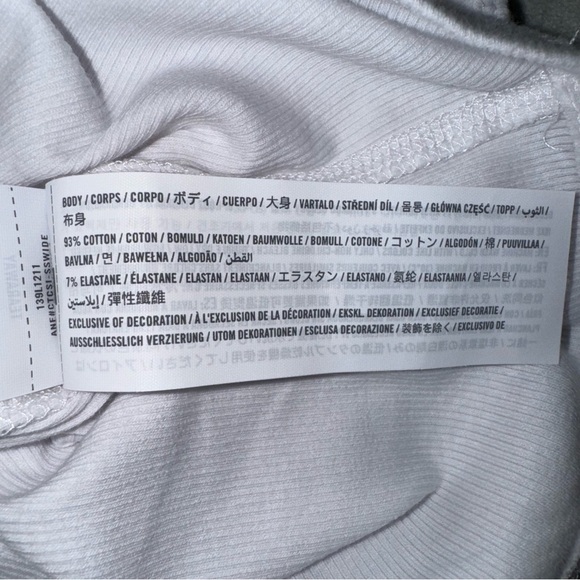 BODY / CORPS / CORPO / ボディ / CUERPO / 大身 / VARTALO / STŘEDNÍ DÍL / 몸통 / GŁÓWNA CZĘŚĆ / TOPP / الثوب /
布身
93% COTTON / COTON / BOMULD / KATOEN / BAUMWOLLE / BOMULL / COTONE / コットン / ALGODÓN / 棉 / PUUVILLAA /
BAVLNA / 면 / BAWEŁNA / ALGODÃO / القطن
7% ELASTANE / ÉLASTANE / ELASTAN / ELASTAAN / エラスタン / ELASTANO / 氨纶 / ELASTAANIA / 엘라스탄 /
إيلاستين / 彈性纖維
EXCLUSIVE OF DECORATION / À L'EXCLUSION DE LA DÉCORATION / EKSKL. DEKORATION / EXCLUSIEF DECORATIE /
AUSSCHLIESSLICH VERZIERUNG / UTOM DEKORATIONEN / ESCLUSA DECORAZIONE / 装飾を除く / EXCLUSIVO DE
139L1211
ANF#CTCSI-SSWIDE